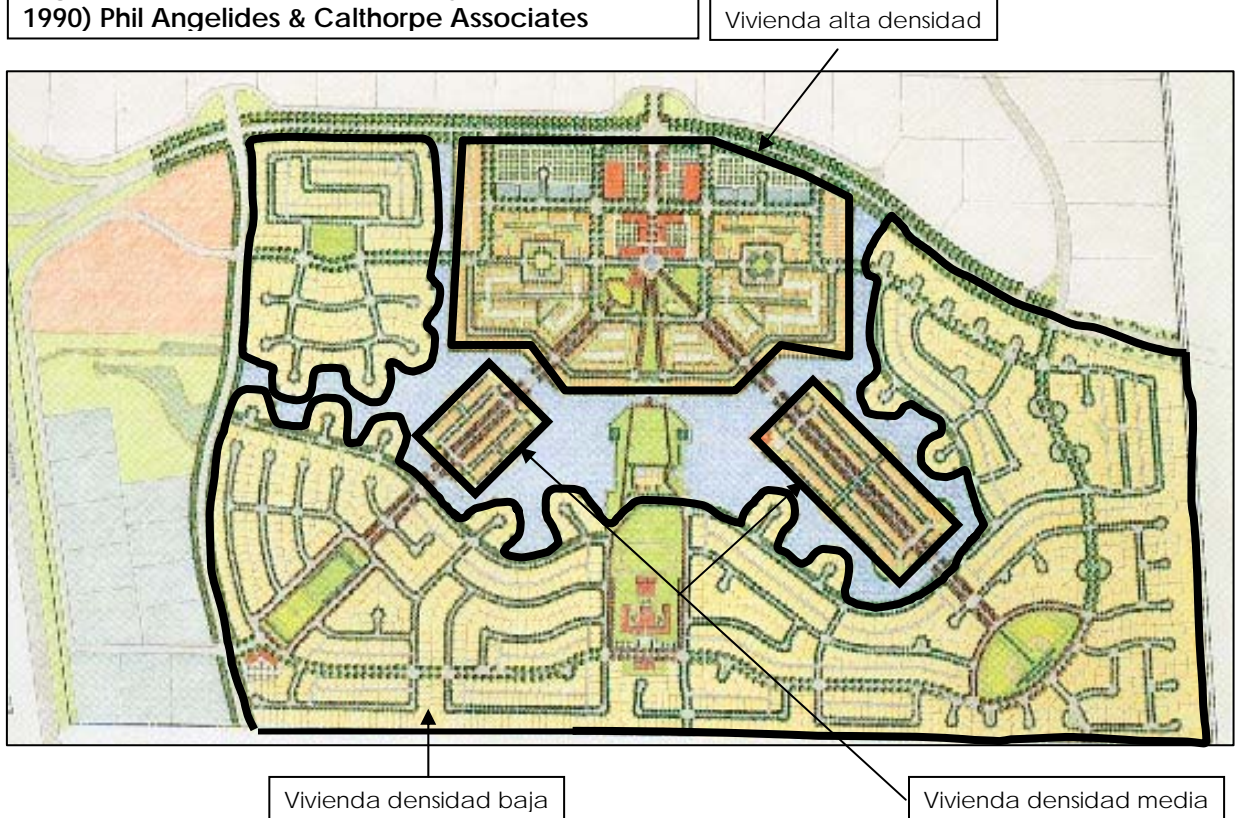 1990) Phil Angelides & Calthorpe Associates
Vivienda alta densidad
Vivienda densidad baja
Vivienda densidad media